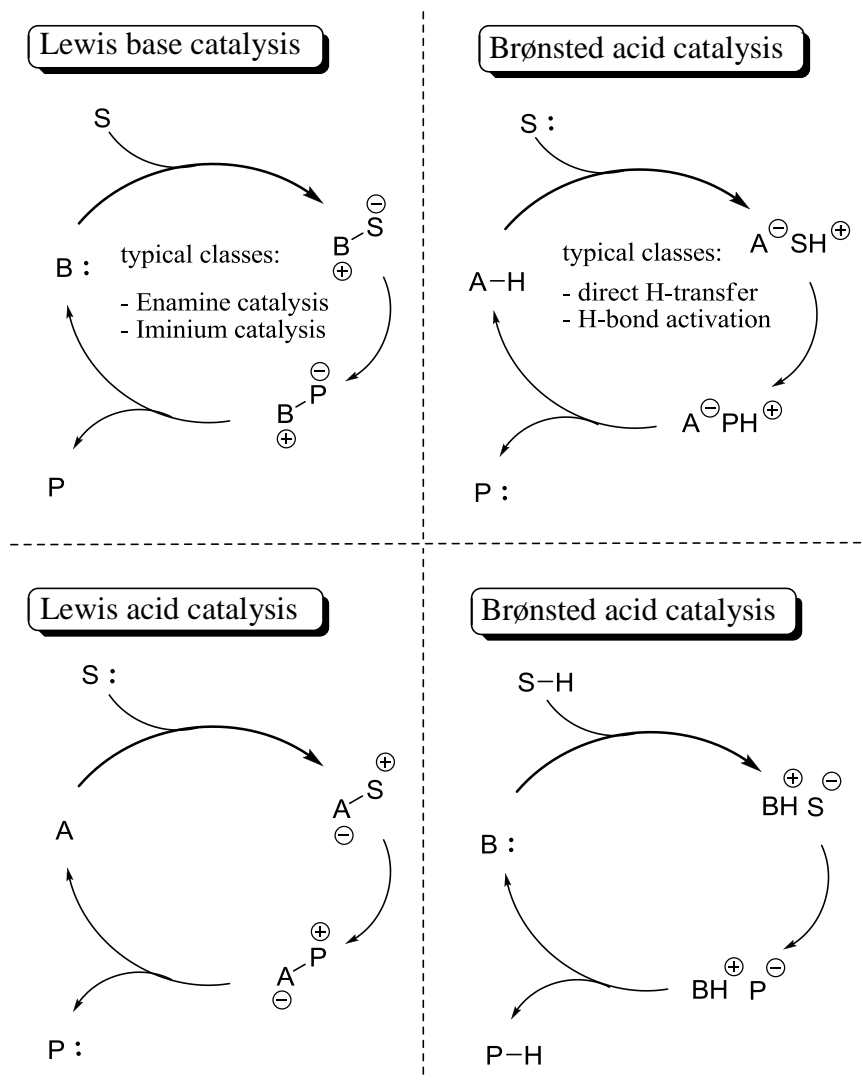 Lewis base catalysis
S
B :
typical classes:
- Enamine catalysis
- Iminium catalysis
⊖
B–S
⊕
⊖
B–P
⊕
P
Brønsted acid catalysis
S :
A–H
typical classes:
- direct H-transfer
- H-bond activation
A⊖SH⊕
A⊖PH⊕
P :
Lewis acid catalysis
S :
A
⊕
A–S
⊖
⊕
A–P
⊖
P :
Brønsted acid catalysis
S–H
B :
BH⊕ S⊖
BH⊕ P⊖
P–H